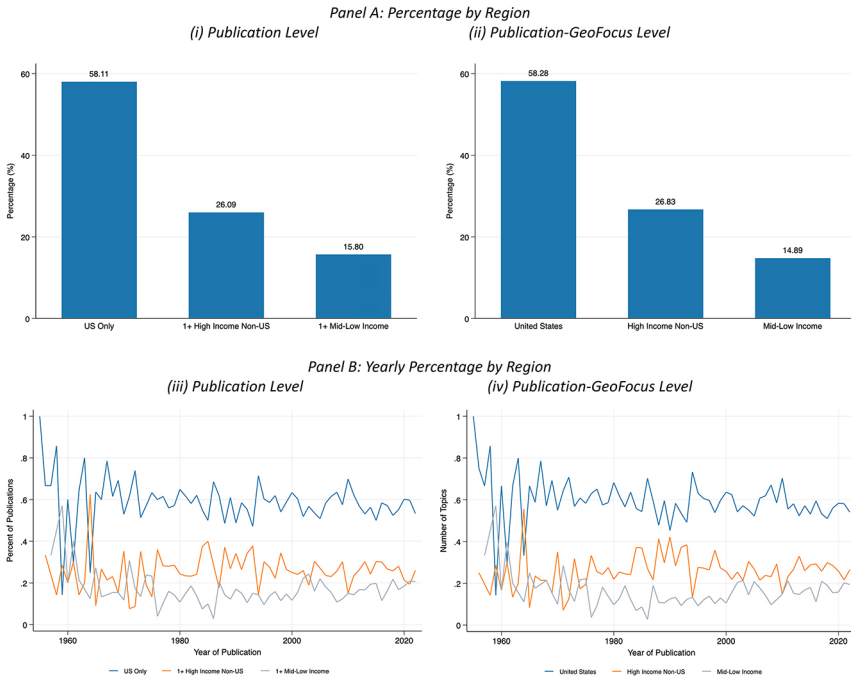 Panel A: Percentage by Region
(i) Publication Level
(ii) Publication-GeoFocus Level
60
40
20
0
Percentage (%)
58.11
26.09
15.80
US Only
1+ High Income Non-US
1+ Mid-Low Income
60
40
20
0
Percentage (%)
58.28
26.83
14.89
United States
High Income Non-US
Mid-Low Income
Panel B: Yearly Percentage by Region
(iii) Publication Level
(iv) Publication-GeoFocus Level
1
.8
.6
.4
.2
0
Percent of Publications
1960
1980
2000
2020
Year of Publication
US Only
1+ High Income Non-US
1+ Mid-Low Income
1
.8
.6
.4
.2
0
Number of Topics
1960
1980
2000
2020
Year of Publication
United States
High Income Non-US
Mid-Low Income